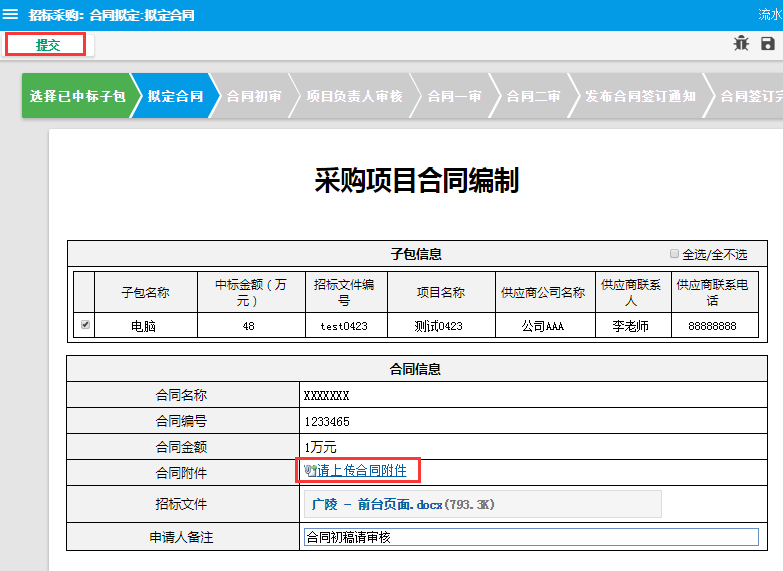 招标采购：合同拟定-拟定合同
流水
提交
选择已中标子包 拟定合同 合同初审 项目负责人审核 合同一审 合同二审 发布合同签订通知 合同签订完
采购项目合同编制
子包信息 全选/全不选
子包名称 中标金额（万元） 招标文件编号 项目名称 供应商公司名称 供应商联系人 供应商联系电话
电脑 48 test0423 测试0423 公司AAA 李老师 88888888
合同信息
合同名称 XXXXXXX
合同编号 1233465
合同金额 1万元
合同附件 请上传合同附件
招标文件 广陵 - 前台页面.docx(793.3K)
申请人备注 合同初稿请审核